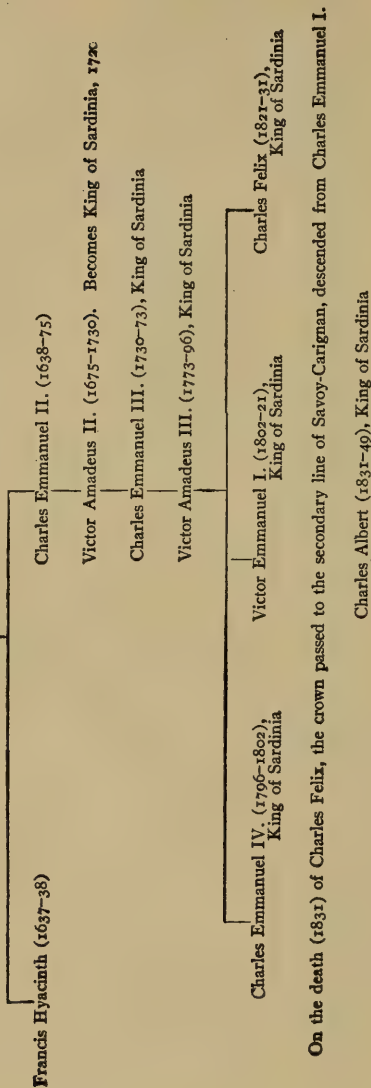 Francis Hyacinth (1637-38)
Charles Emmanuel II. (1638-75)
Victor Amadeus II. (1675-1730). Becomes King of Sardinia, 1720
Charles Emmanuel III. (1730-73), King of Sardinia
Victor Amadeus III. (1773-96), King of Sardinia
Charles Emmanuel IV. (1796-1802),
King of Sardinia
Victor Emmanuel I. (1802-21),
King of Sardinia
Charles Felix (1821-31),
King of Sardinia
On the death (1831) of Charles Felix, the crown passed to the secondary line of Savoy-Carignan, descended from Charles Emmanuel I.
Charles Albert (1831-49), King of Sardinia